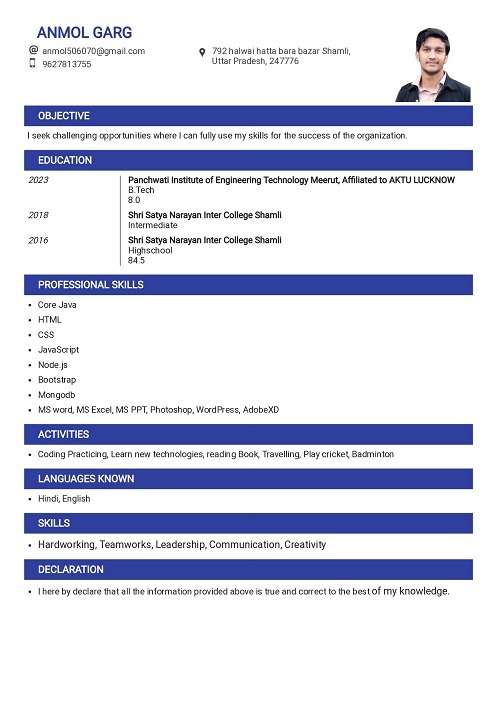 ANMOL GARG
anmol506070@gmail.com
9627813755
792 halwai hatta bara bazar Shamli,
Uttar Pradesh, 247776
OBJECTIVE
I seek challenging opportunities where I can fully use my skills for the success of the organization.
EDUCATION
2023
Panchwati Institute of Engineering Technology Meerut, Affiliated to AKTU LUCKNOW
B.Tech
8.0
2018
Shri Satya Narayan Inter College Shamli
Intermediate
2016
Shri Satya Narayan Inter College Shamli
Highschool
84.5
PROFESSIONAL SKILLS
• Core Java
• HTML
• CSS
• JavaScript
• Node.js
• Bootstrap
• Mongodb
• MS word, MS Excel, MS PPT, Photoshop, WordPress, AdobeXD
ACTIVITIES
• Coding Practicing, Learn new technologies, reading Book, Travelling, Play cricket, Badminton
LANGUAGES KNOWN
• Hindi, English
SKILLS
• Hardworking, Teamworks, Leadership, Communication, Creativity
DECLARATION
• I here by declare that all the information provided above is true and correct to the best of my knowledge.